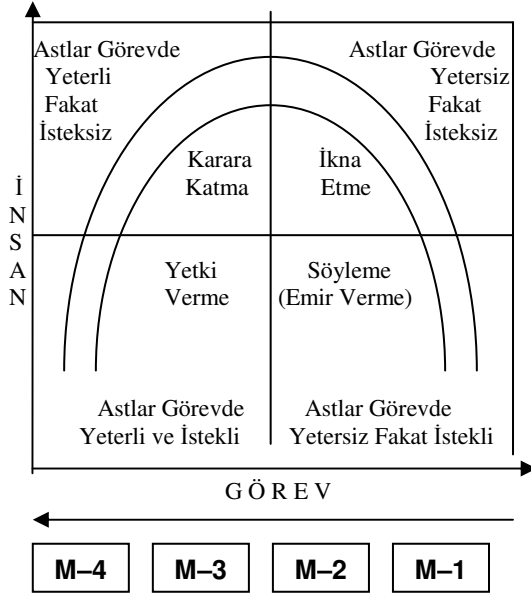 Astlar Görevde
Yeterli
Fakat
İsteksiz
Astlar Görevde
Yetersiz
Fakat
İsteksiz
Karara
Katma
İkna
Etme
İ
N
S
A
N
Yetki
Verme
Söyleme
(Emir Verme)
Astlar Görevde
Yeterli ve İstekli
Astlar Görevde
Yetersiz Fakat İstekli
G Ö R E V
M–4
M–3
M–2
M–1